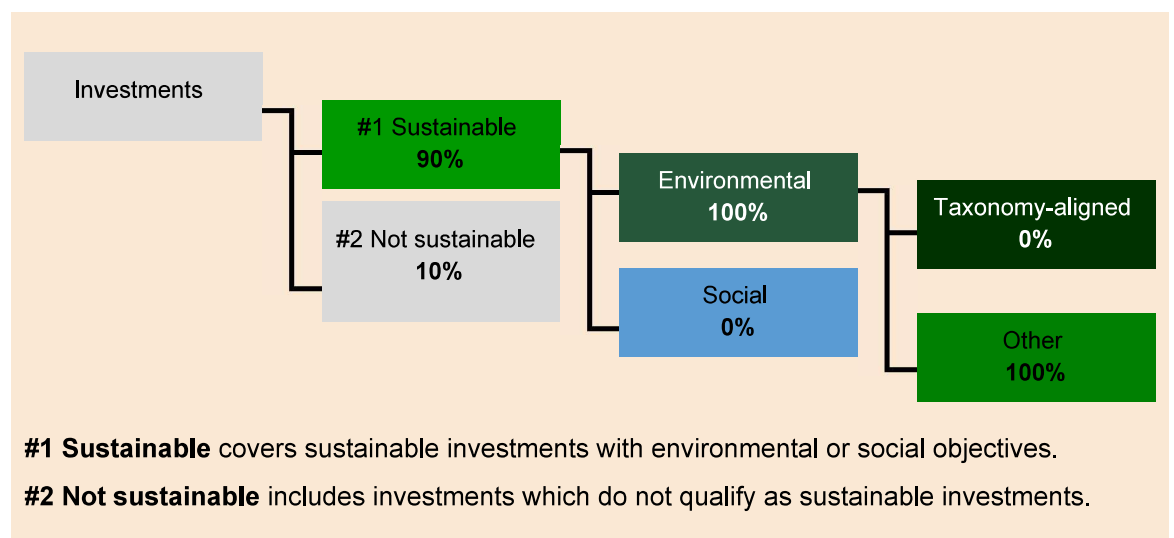 Investments
#1 Sustainable
90%
#2 Not sustainable
10%
Environmental
100%
Social
0%
Taxonomy-aligned
0%
Other
100%
#1 Sustainable covers sustainable investments with environmental or social objectives.
#2 Not sustainable includes investments which do not qualify as sustainable investments.